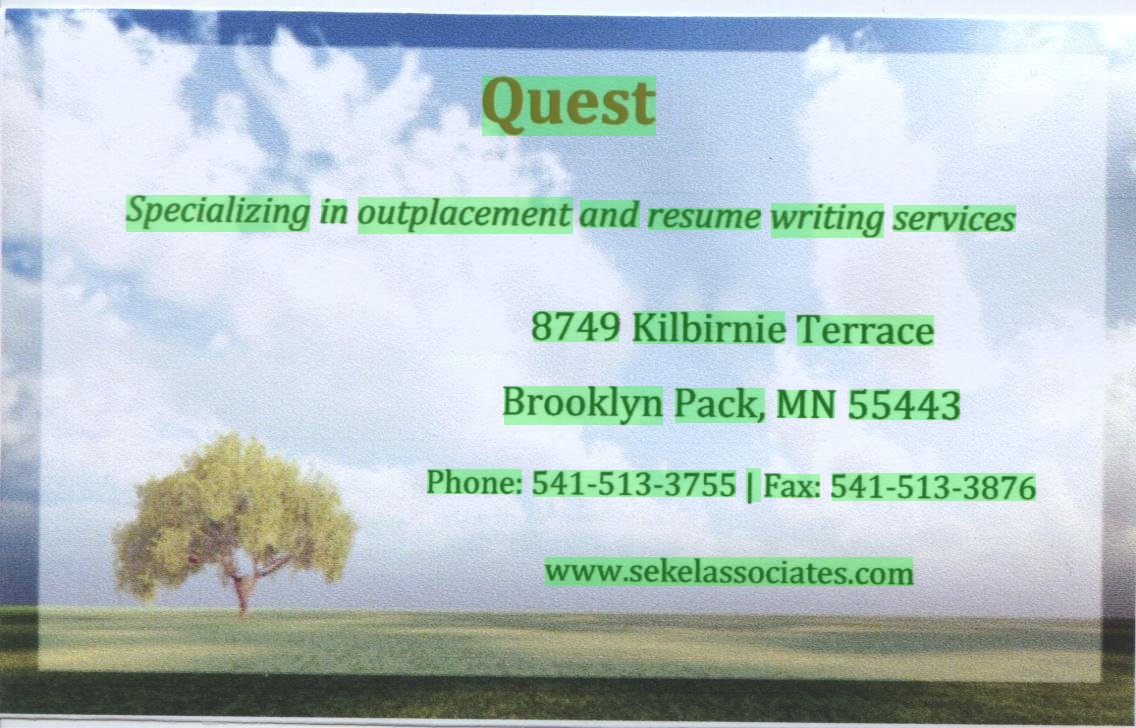 Quest
Specializing in outplacement and resume writing services
8749 Kilbirnie Terrace
Brooklyn Pack, MN 55443
Phone: 541-513-3755 | Fax: 541-513-3876
www.sekelassociates.com